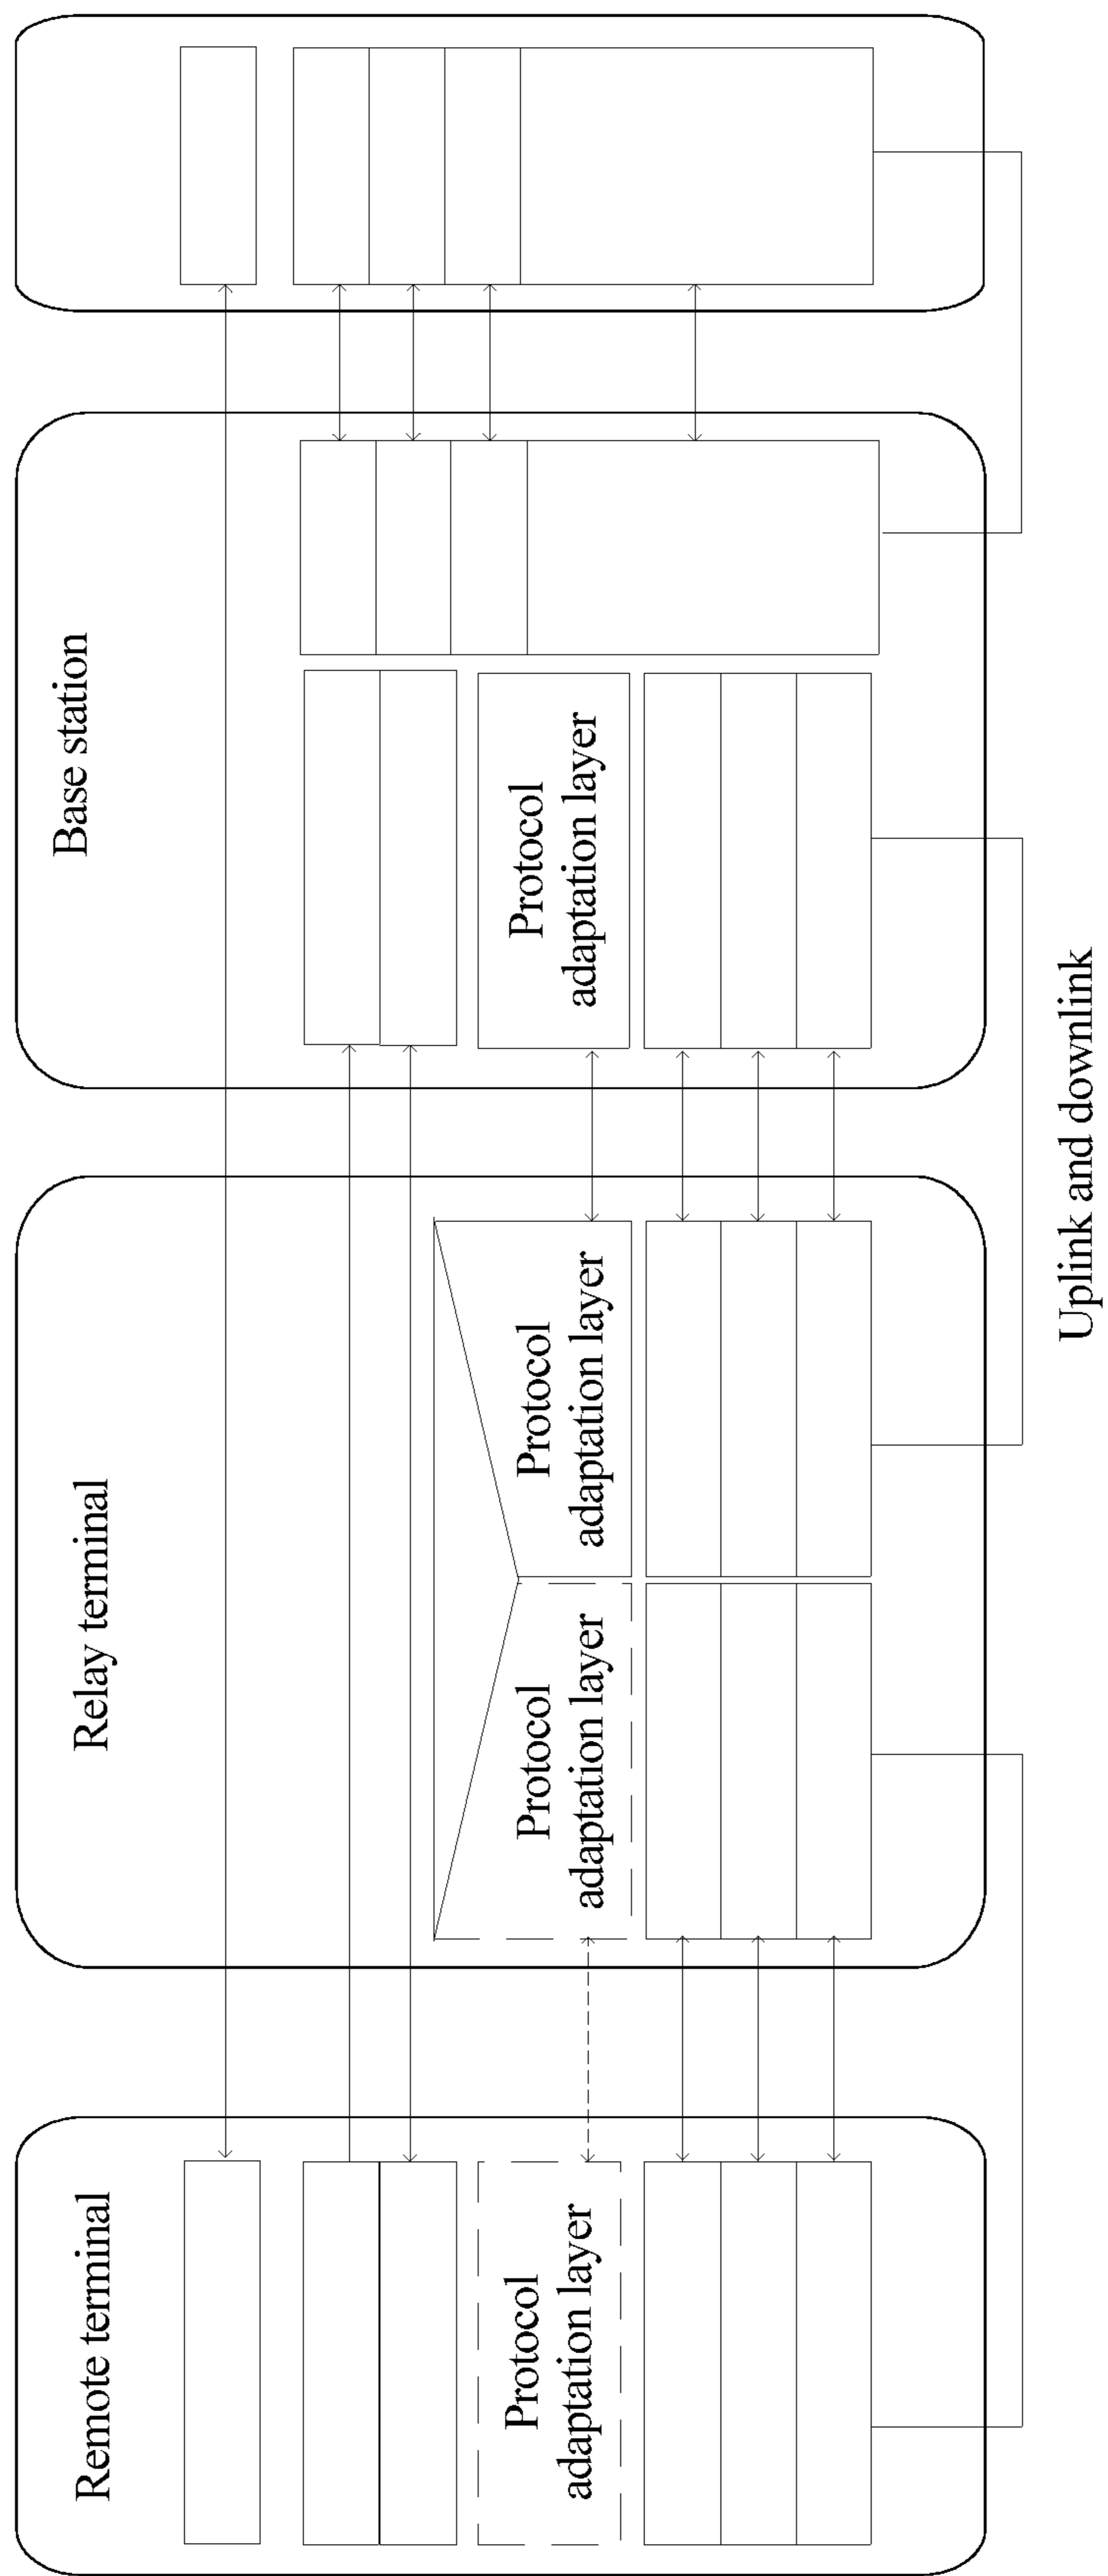 Remote terminal
Relay terminal
Base station
Protocol
adaptation layer
Protocol
adaptation layer
Protocol
adaptation layer
Protocol
adaptation layer
Uplink and downlink